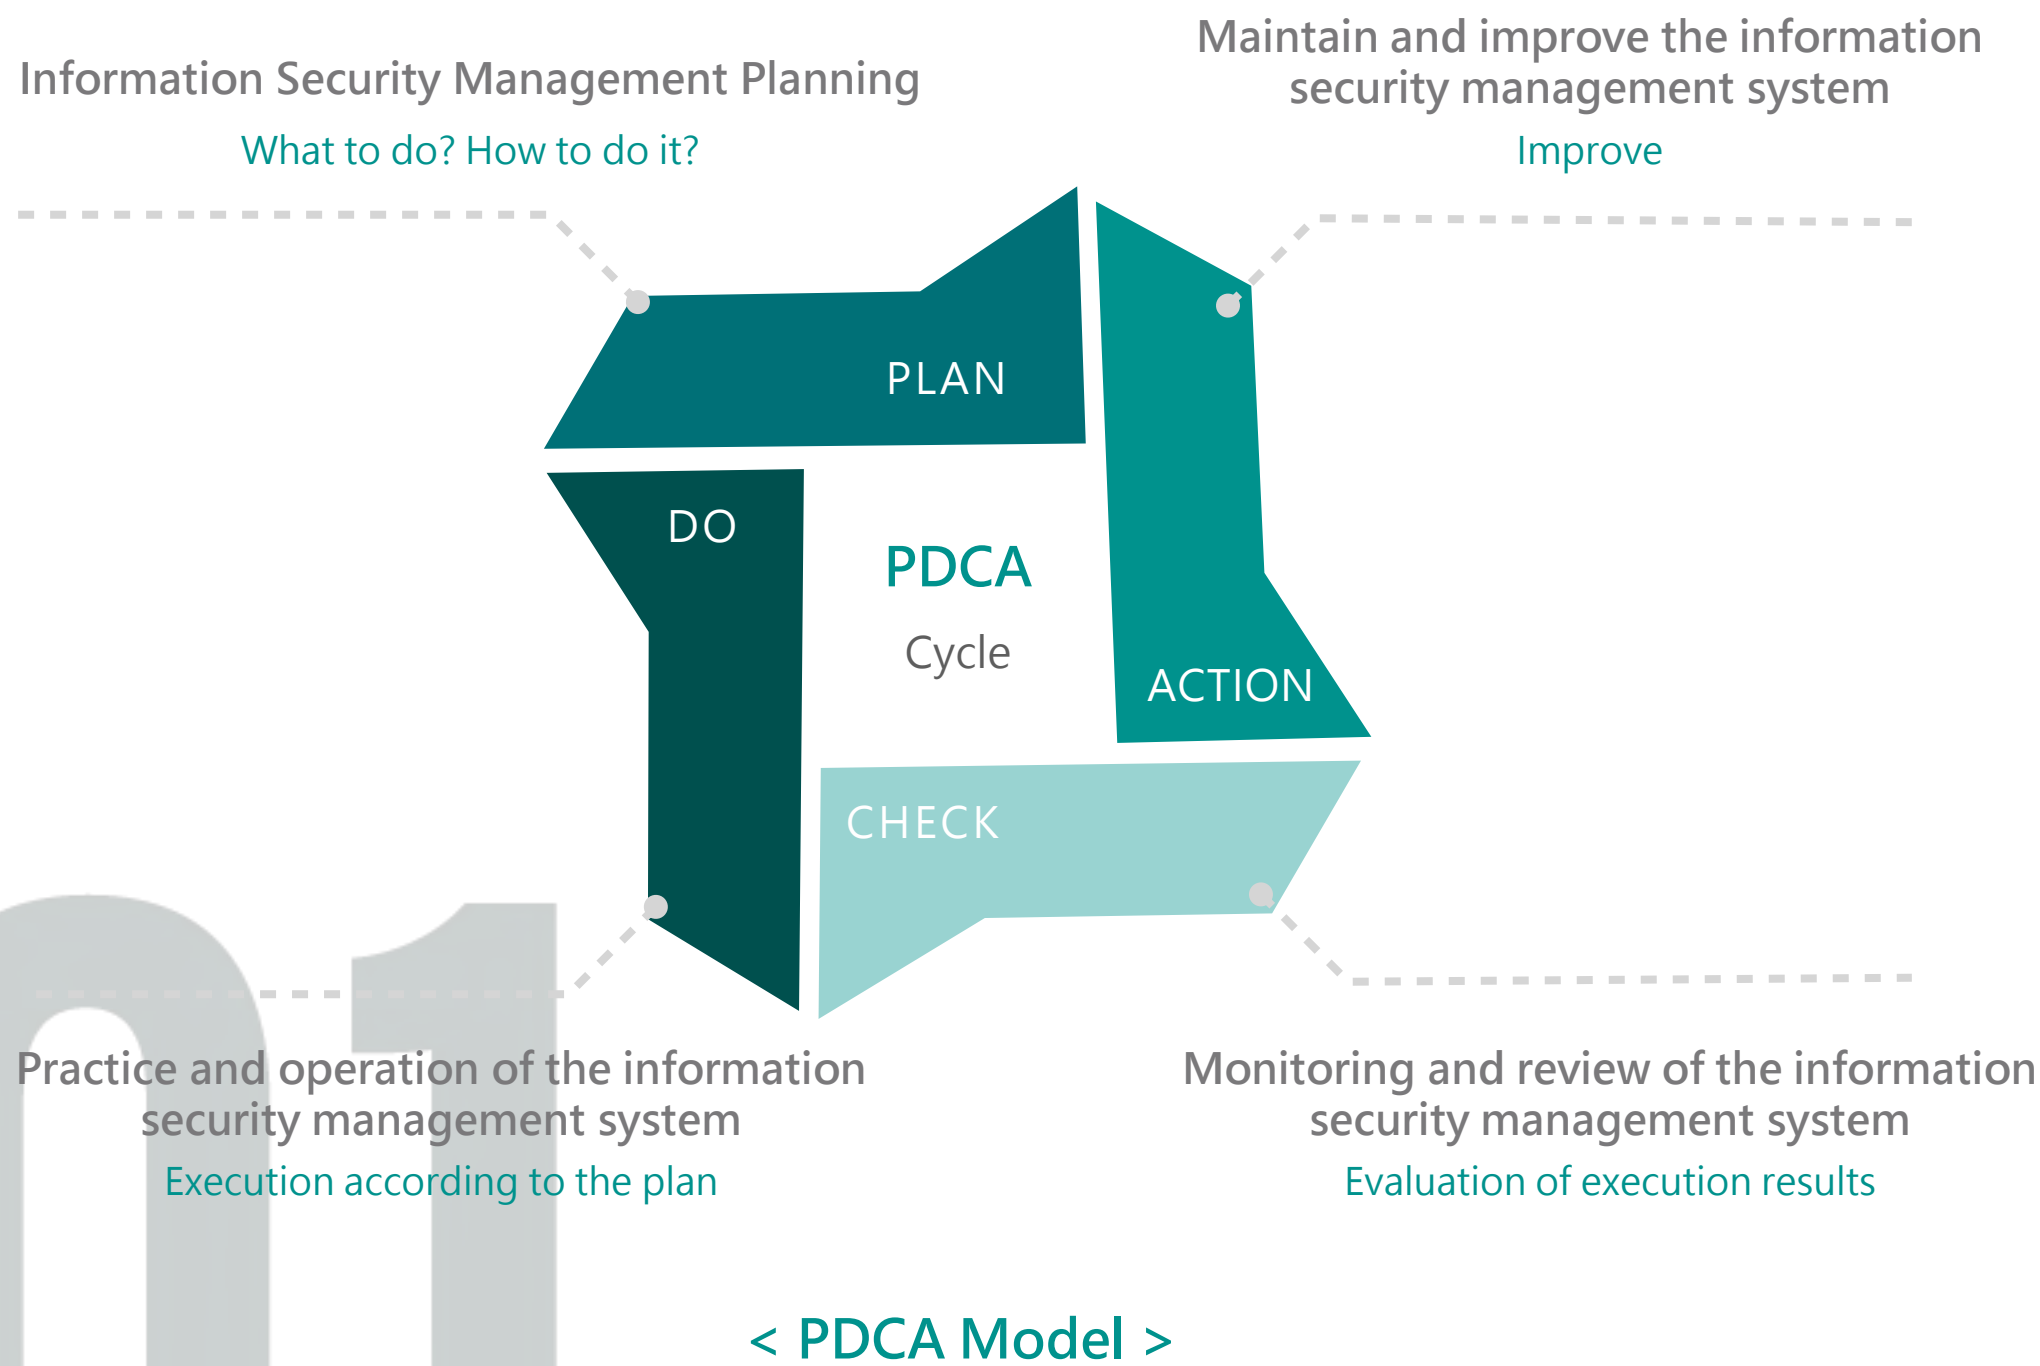 Information Security Management Planning
What to do? How to do it?
Maintain and improve the information
security management system
Improve
PLAN
DO
PDCA
Cycle
ACTION
CHECK
Practice and operation of the information
security management system
Execution according to the plan
Monitoring and review of the information
security management system
Evaluation of execution results
< PDCA Model >